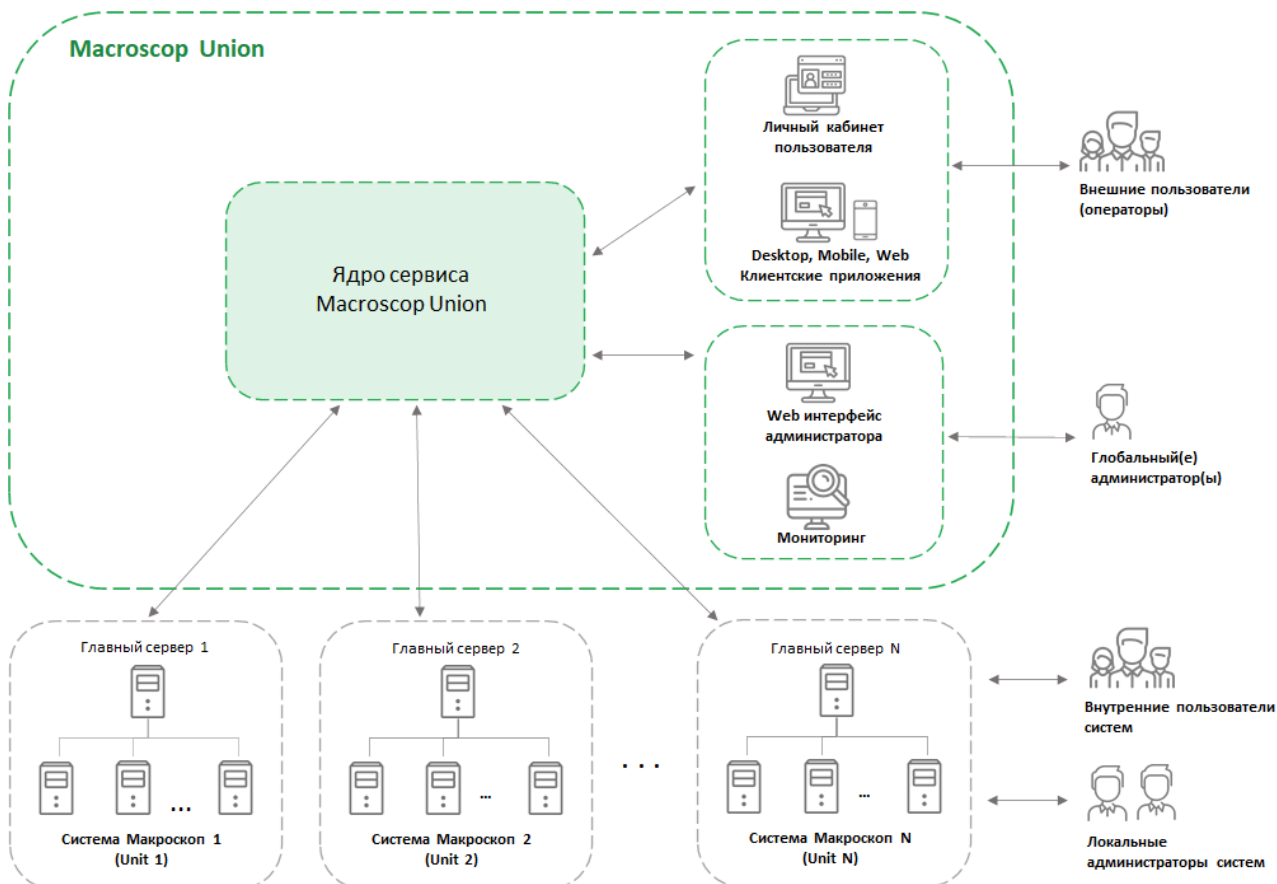 Macroscop Union
Личный кабинет
пользователя
Desktop, Mobile, Web
Клиентские приложения
Внешние пользователи
(операторы)
Ядро сервиса
Macroscop Union
Web интерфейс
администратора
Мониторинг
Глобальный(е)
администратор(ы)
Главный сервер 1
...
Система Макроскоп 1
(Unit 1)
Главный сервер 2
...
Система Макроскоп 2
(Unit 2)
. . .
Главный сервер N
...
Система Макроскоп N
(Unit N)
Внутренние пользователи
систем
Локальные
администраторы систем